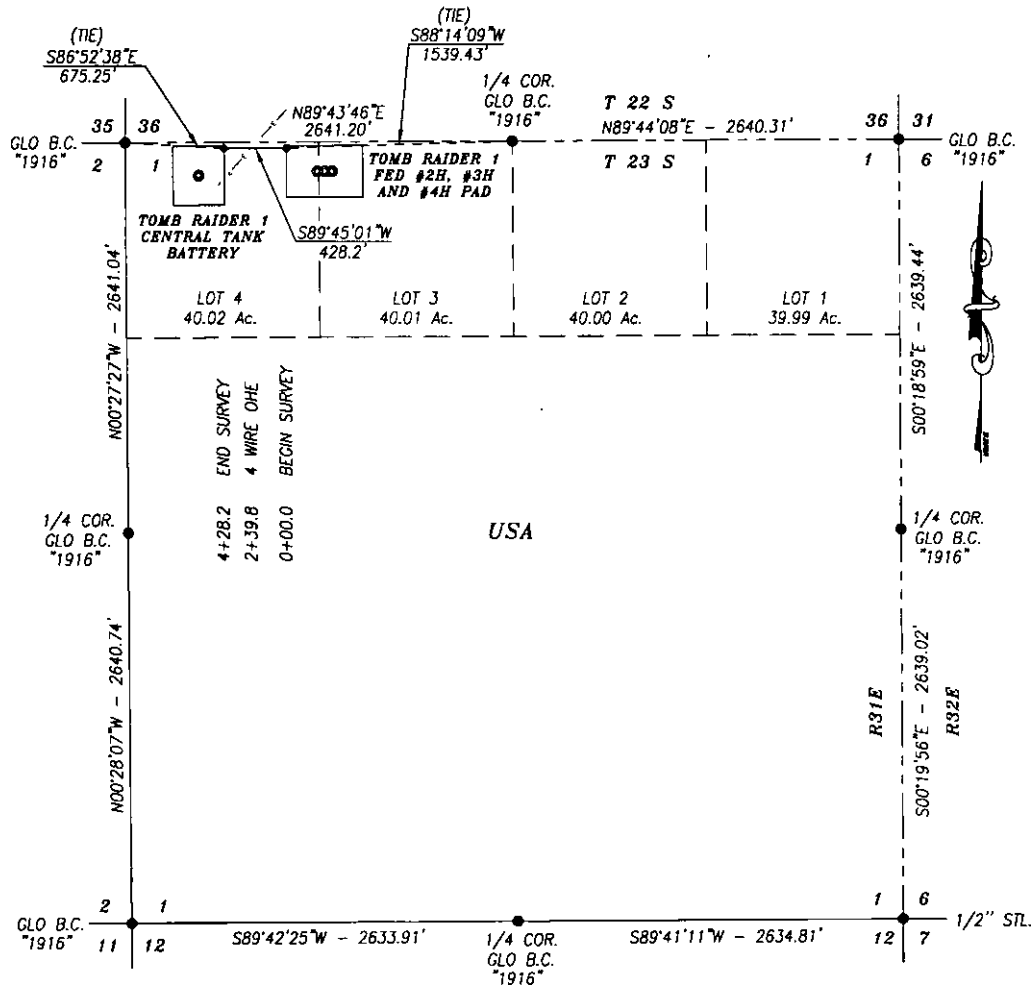 (TIE)
S86°52'38"E
675.25'
(TIE)
S88°14'09"W
1539.43'
1/4 COR.
GLO B.C.
"1916"
T 22 S
N89°44'08"E - 2640.31'
T 23 S
N89°43'46"E
2641.20'
35 36
GLO B.C.
"1916"
2 1
36 31
1 6
GLO B.C.
"1916"
TOMB RAIDER 1
CENTRAL TANK
BATTERY
TOMB RAIDER 1
FED #2H, #3H
AND #4H PAD
S89°45'01"W
428.2'
N00°27'27"W - 2641.04'
S00°18'59"E - 2639.44'
LOT 4
40.02 Ac.
LOT 3
40.01 Ac.
LOT 2
40.00 Ac.
LOT 1
39.99 Ac.
4+28.2 END SURVEY
2+39.8 4 WIRE OHE
0+00.0 BEGIN SURVEY
USA
1/4 COR.
GLO B.C.
"1916"
1/4 COR.
GLO B.C.
"1916"
N00°28'07"W - 2640.74'
R31E
R32E
S00°19'56"E - 2639.02'
2 1
GLO B.C.
"1916"
11 12
S89°42'25"W - 2633.91'
1/4 COR.
GLO B.C.
"1916"
S89°41'11"W - 2634.81'
1 6
12 7
1/2" STL.